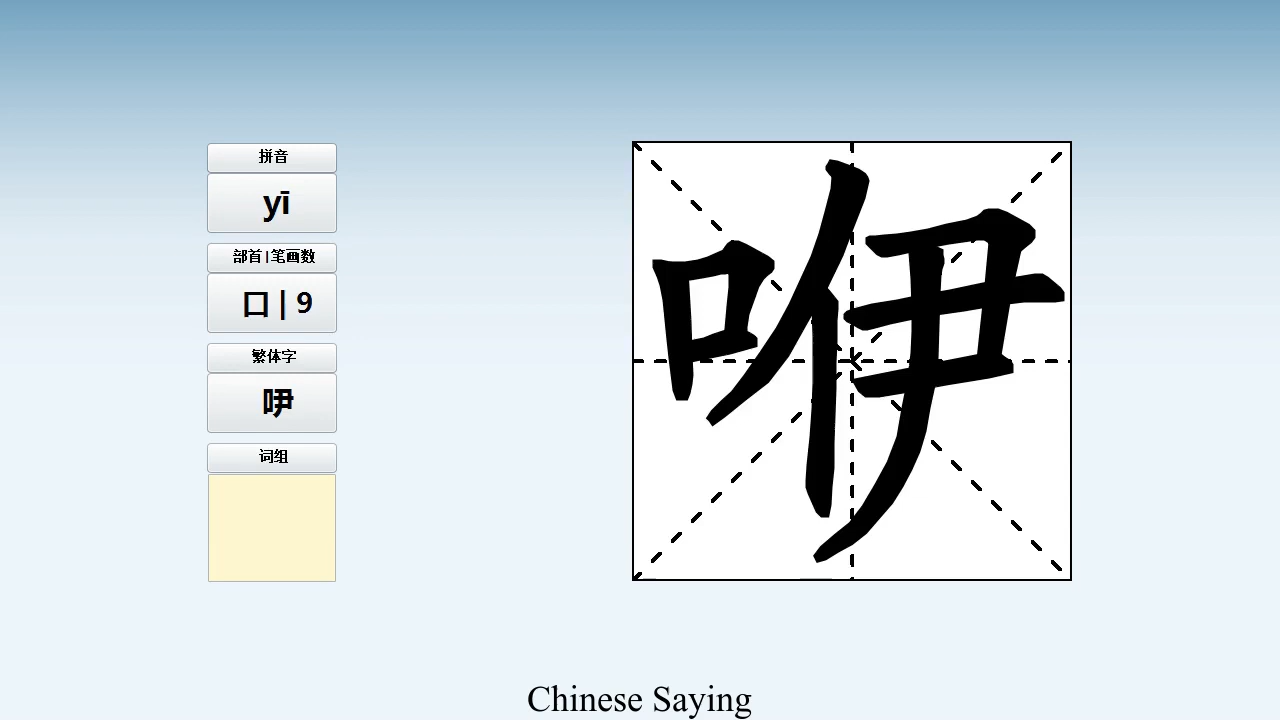 拼音
yī
部首|笔画数
口 | 9
繁体字
咿
词组
咿
Chinese Saying